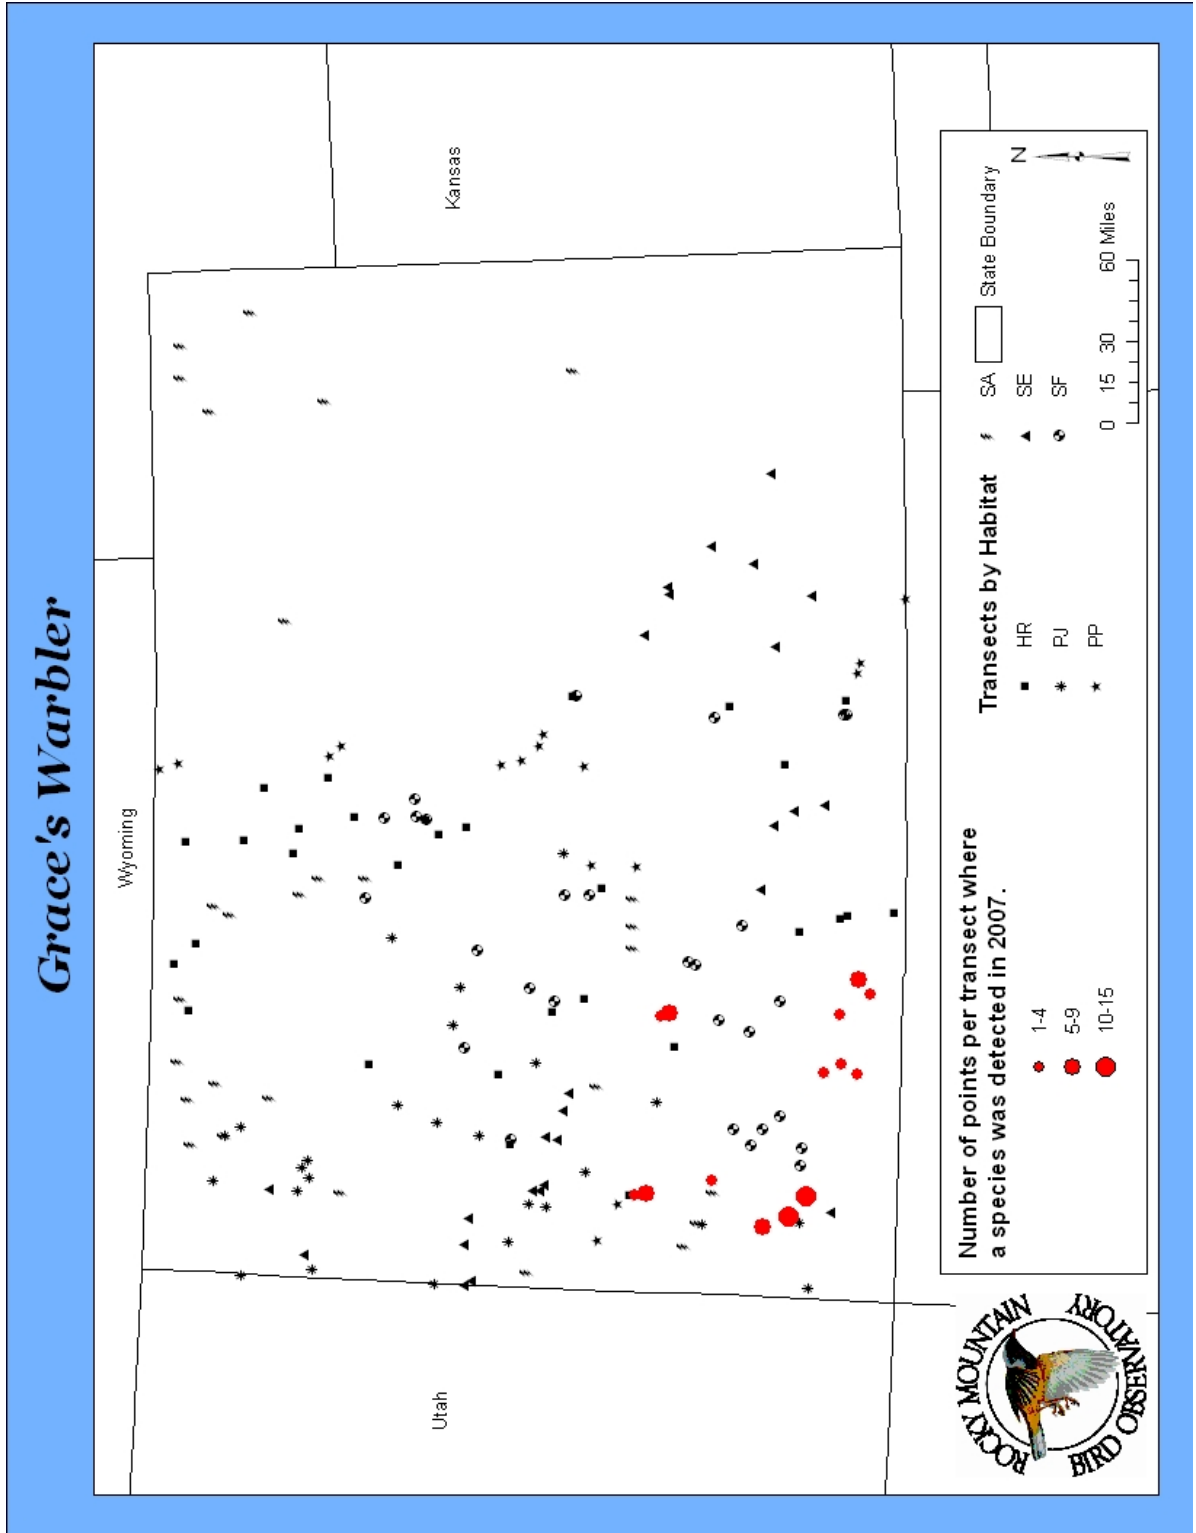 Grace's Warbler
Wyoming
Utah
Kansas
ROCKY MOUNTAIN
BIRD OBSERVATORY
Number of points per transect where
a species was detected in 2007.
1-4
5-9
10-15
Transects by Habitat
HR
PJ
PP
SA
SE
SF
State Boundary
N
0 15 30 60 Miles